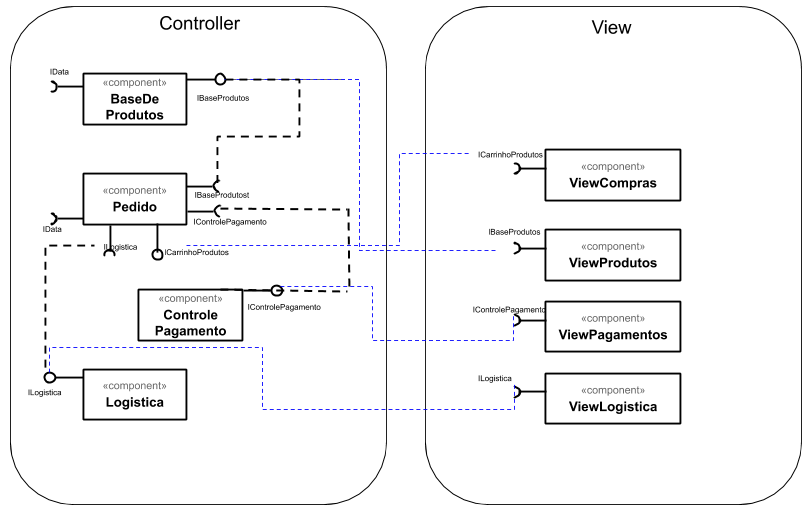 Controller
IData
«component»
BaseDe
Produtos
IBaseProdutos
«component»
Pedido
IBaseProdutost
IControlePagamento
IData
ILogistica
ICarrinhoProdutos
«component»
Controle
Pagamento
IControlePagamento
ILogistica
«component»
Logistica
View
ICarrinhoProdutos
«component»
ViewCompras
IBaseProdutos
«component»
ViewProdutos
IControlePagamento
«component»
ViewPagamentos
ILogistica
«component»
ViewLogistica